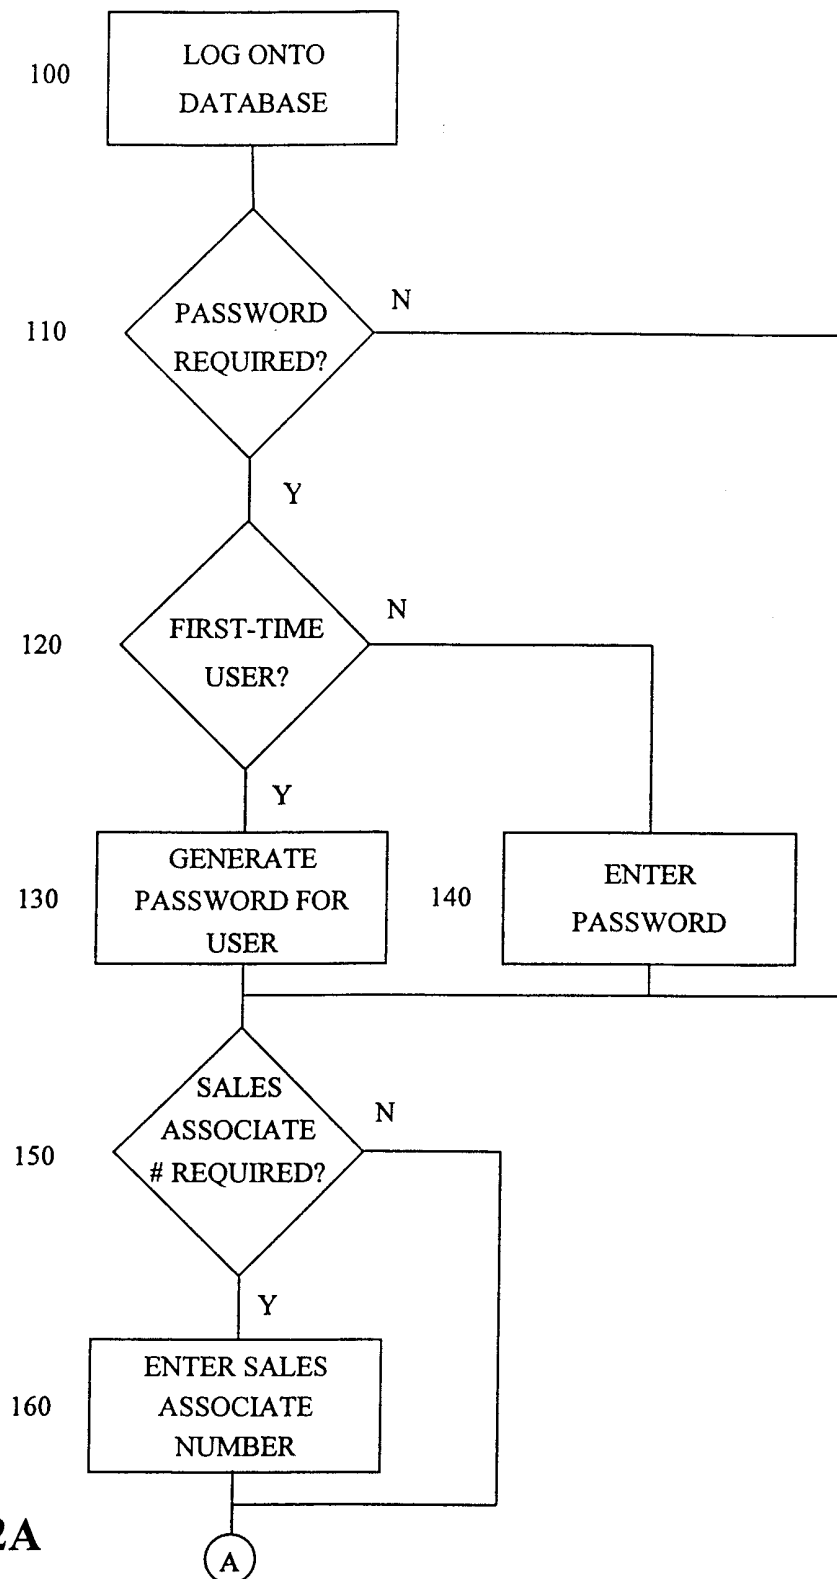 100
LOG ONTO
DATABASE
110
PASSWORD
REQUIRED?
N
Y
120
FIRST-TIME
USER?
N
Y
130
GENERATE
PASSWORD FOR
USER
140
ENTER
PASSWORD
150
SALES
ASSOCIATE
# REQUIRED?
N
Y
160
ENTER SALES
ASSOCIATE
NUMBER
2A
A